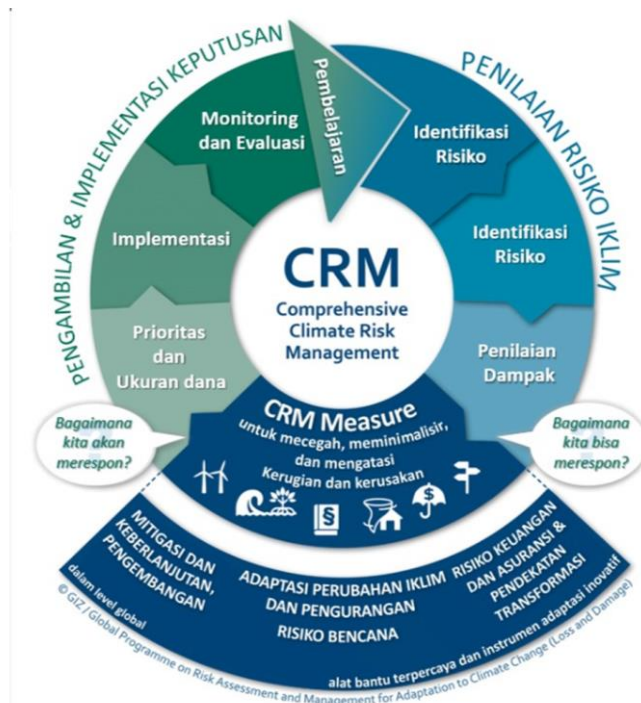 PENGAMBILAN & IMPLEMENTASI KEPUTUSAN
PENILAIAN RISIKO IKLIM
Pembelajaran
Monitoring
dan Evaluasi
Identifikasi
Risiko
Implementasi
Identifikasi
Risiko
CRM
Comprehensive
Climate Risk
Management
Prioritas
dan
Ukuran dana
Penilaian
Dampak
Bagaimana
kita akan
merespon?
CRM Measure
untuk mecegah, meminimalisir,
dan mengatasi
Kerugian dan kerusakan
Bagaimana
kita bisa
merespon?
MITIGASI DAN
KEBERLANJUTAN,
PENGEMBANGAN
ADAPTASI PERUBAHAN IKLIM
DAN PENGURANGAN
RISIKO BENCANA
RISIKO KEUANGAN
DAN ASURANSI &
PENDEKATAN
TRANSFORMASI
dalam level global
alat bantu terpercaya dan instrumen adaptasi inovatif
© GIZ / Global Programme on Risk Assessment and Management for Adaptation to Climate Change (Loss and Damage)